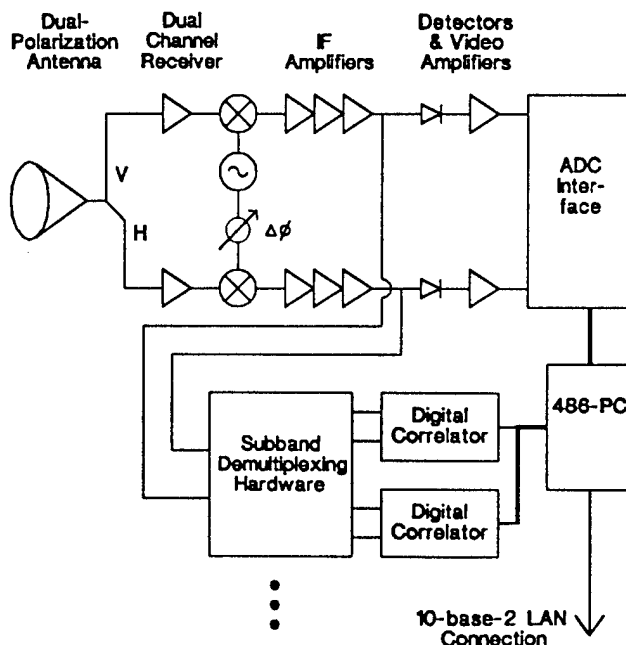 Dual-
Polarization
Antenna
Dual
Channel
Receiver
IF
Amplifiers
Detectors
& Video
Amplifiers
V
H
~
Δϕ
ADC
Inter-
face
486-PC
Subband
Demultiplexing
Hardware
Digital
Correlator
Digital
Correlator
10-base-2 LAN
Connection